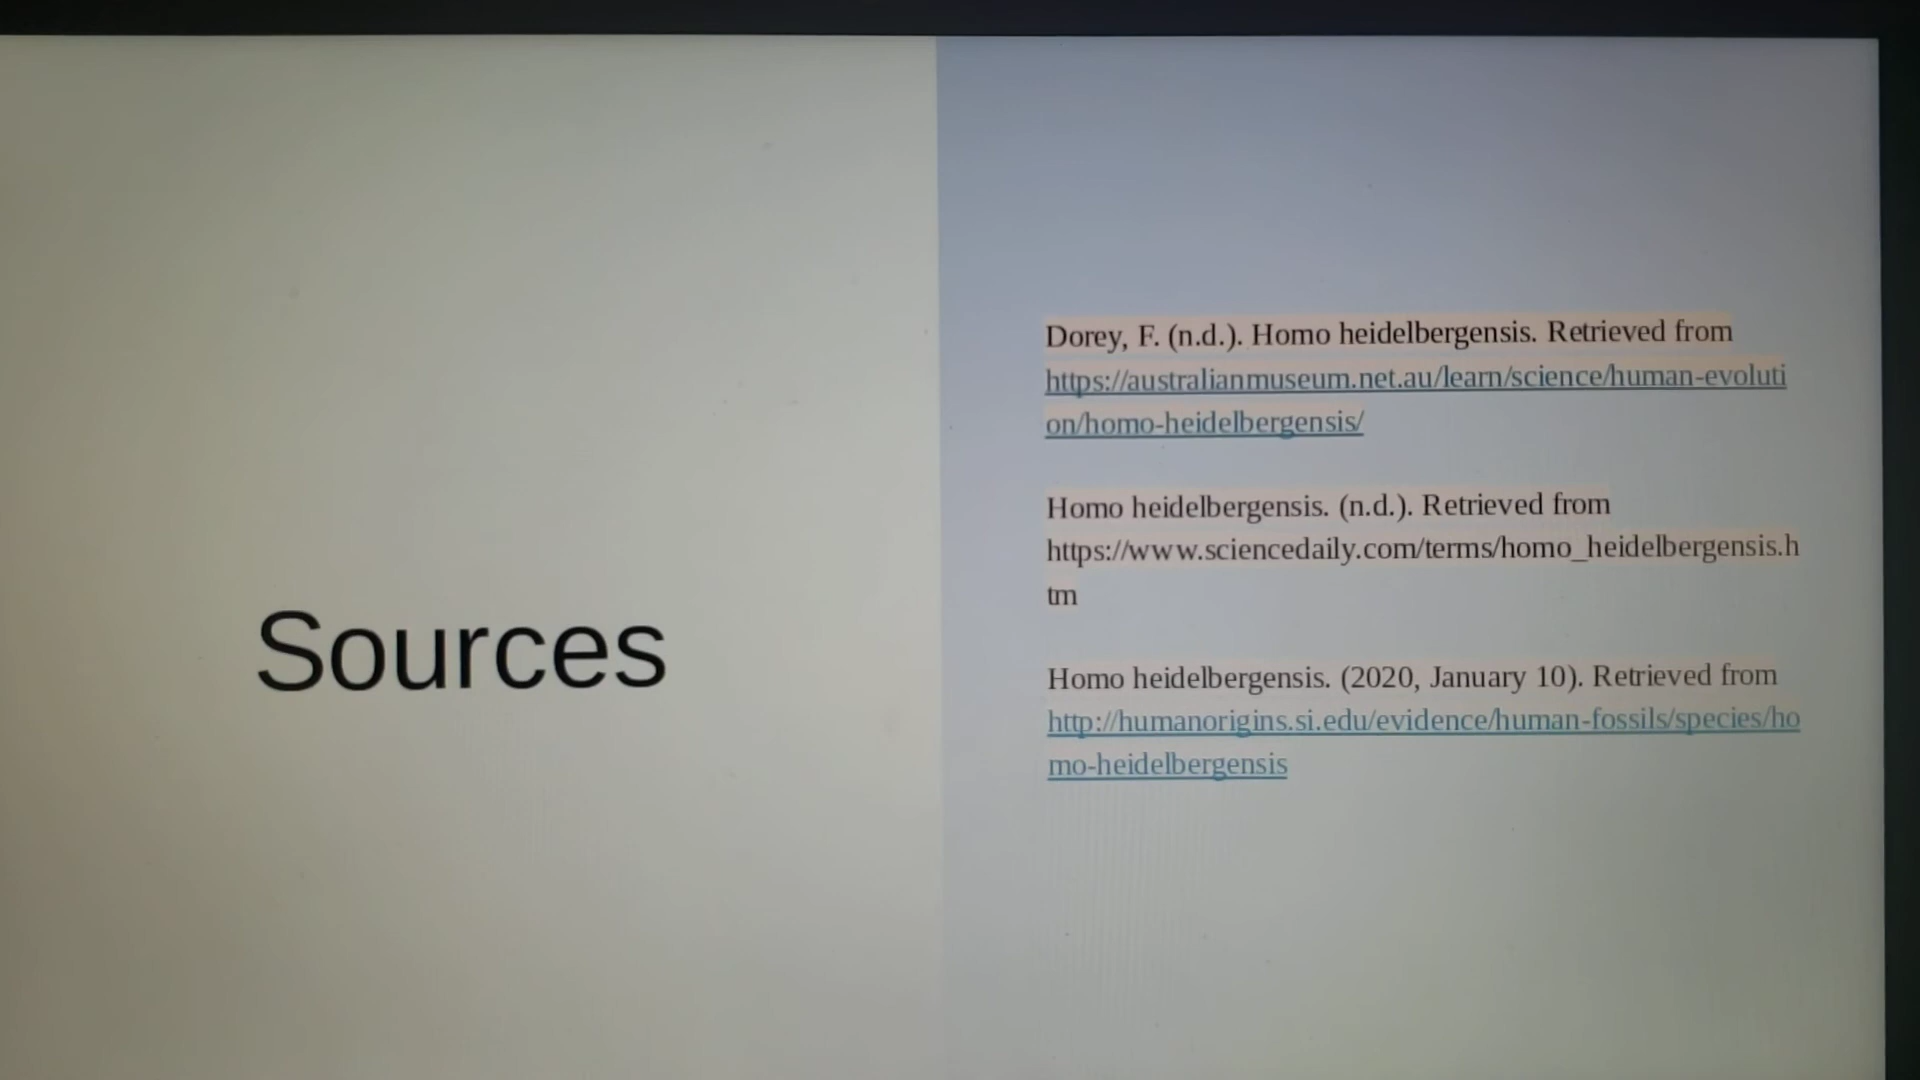 Sources
Dorey, F. (n.d.). Homo heidelbergensis. Retrieved from
https://australianmuseum.net.au/learn/science/human-evoluti
on/homo-heidelbergensis/
Homo heidelbergensis. (n.d.). Retrieved from
https://www.sciencedaily.com/terms/homo_heidelbergensis.h
tm
Homo heidelbergensis. (2020, January 10). Retrieved from
http://humanorigins.si.edu/evidence/human-fossils/species/ho
mo-heidelbergensis